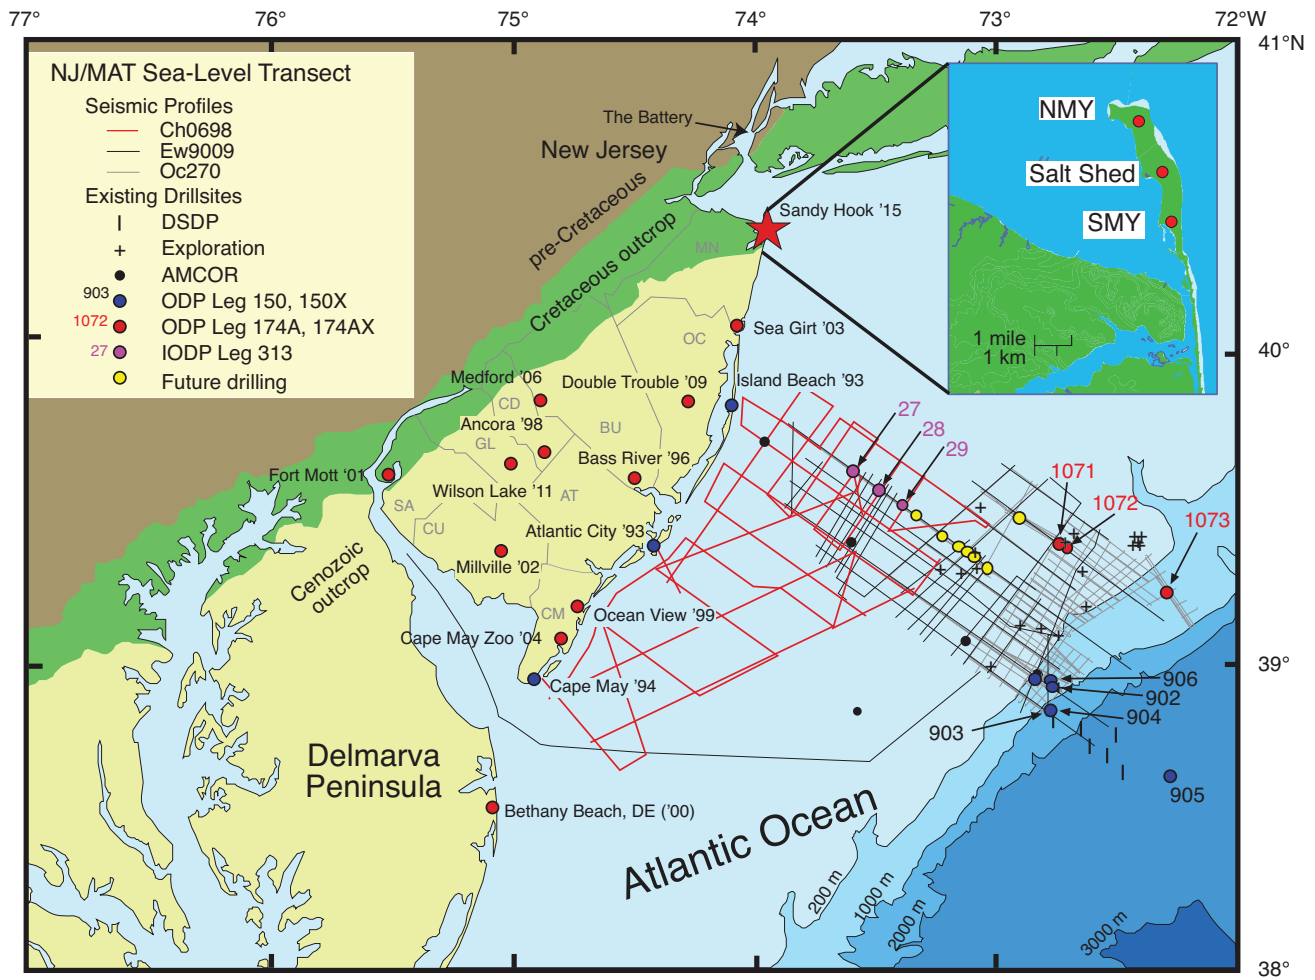 77°
76°
75°
74°
73°
72°W
41°N
40°
39°
38°
NJ/MAT Sea-Level Transect
Seismic Profiles
Ch0698
Ew9009
Oc270
Existing Drillsites
DSDP
Exploration
AMCOR
903
ODP Leg 150, 150X
1072
ODP Leg 174A, 174AX
27
IODP Leg 313
Future drilling
The Battery
New Jersey
pre-Cretaceous
Cretaceous outcrop
Sandy Hook '15
NMY
Salt Shed
SMY
1 mile
1 km
MN
OC
Sea Girt '03
Medford '06
Double Trouble '09
Island Beach '93
CD
Ancora '98
GL
BU
Bass River '96
Fort Mott '01
Wilson Lake '11
AT
SA
CU
Atlantic City '93
Millville '02
Cenozoic
outcrop
CM
Ocean View '99
Cape May Zoo '04
Cape May '94
27
28
29
1071
1072
1073
906
902
904
903
905
Delmarva
Peninsula
Bethany Beach, DE ('00)
Atlantic Ocean
200 m
1000 m
2000 m
3000 m